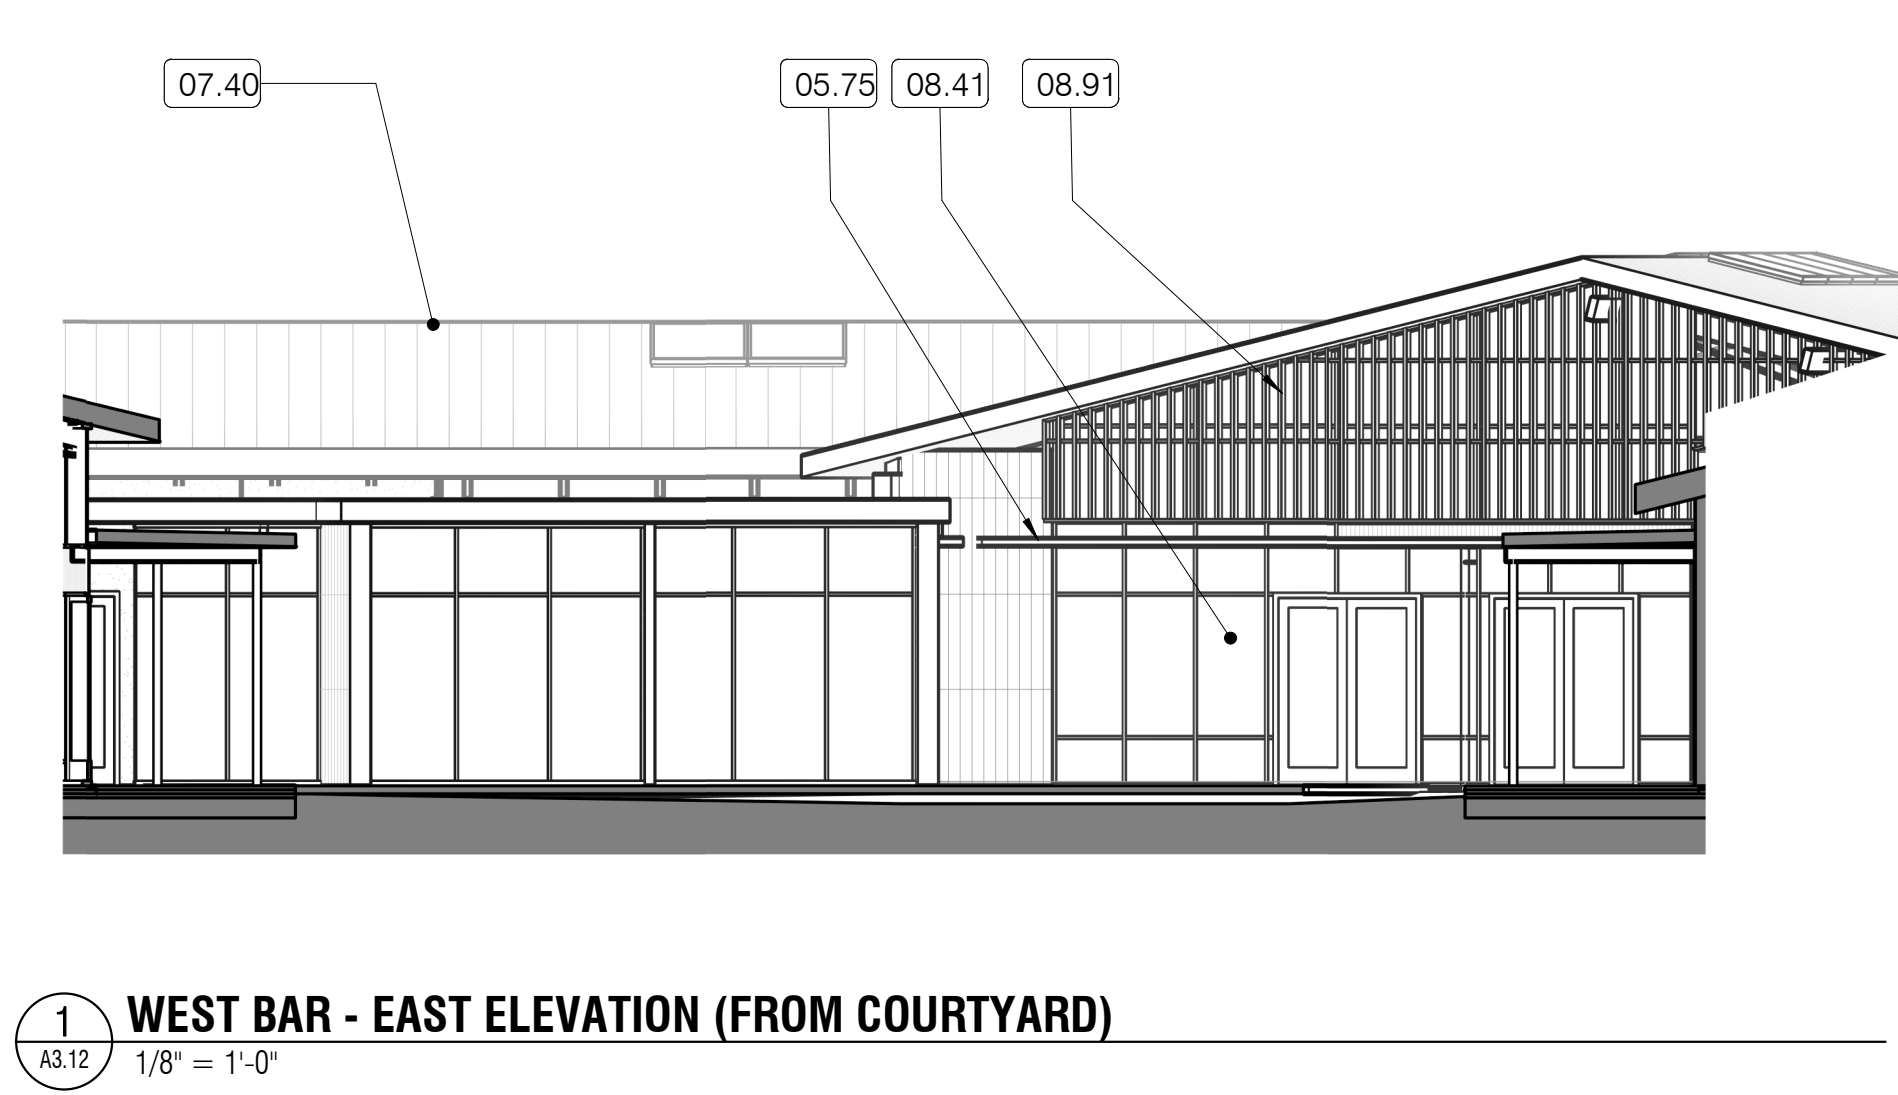 07.40
05.75
08.41
08.91
1
A3.12
WEST BAR - EAST ELEVATION (FROM COURTYARD)
1/8" = 1'-0"